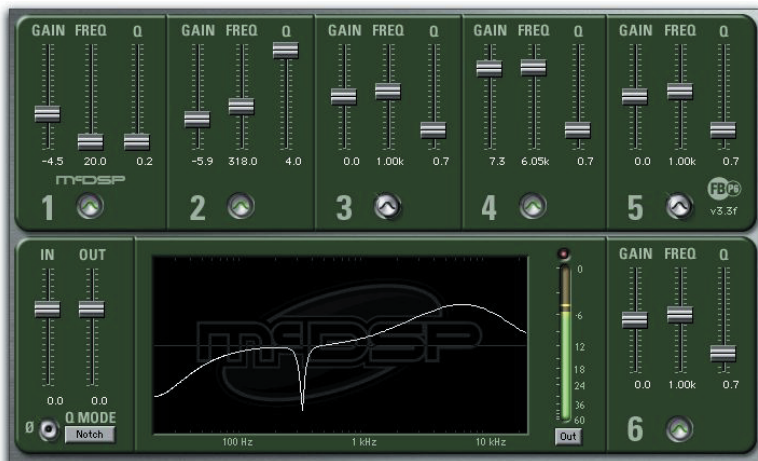 GAIN FREQ Q
-4.5 20.0 0.2
McDSP
1
GAIN FREQ Q
-5.9 318.0 4.0
2
GAIN FREQ Q
0.0 1.00k 0.7
3
GAIN FREQ Q
7.3 6.05k 0.7
4
GAIN FREQ Q
0.0 1.00k 0.7
FB P6
5
v3.3f
IN OUT
0.0 0.0
Ø Q MODE
Notch
McDSP
100 Hz 1 kHz 10 kHz
0
-6
12
18
24
36
60
Out
GAIN FREQ Q
0.0 1.00k 0.7
6